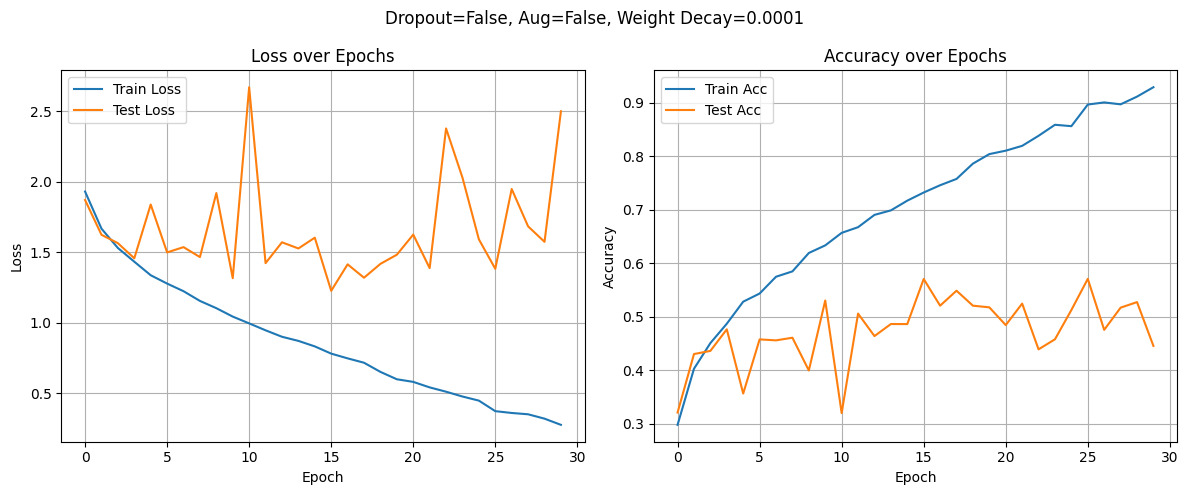 Dropout=False, Aug=False, Weight Decay=0.0001
Loss over Epochs
Train Loss
Test Loss
2.5
2.0
1.5
1.0
0.5
Loss
0
5
10
15
20
25
30
Epoch
Accuracy over Epochs
Train Acc
Test Acc
0.9
0.8
0.7
0.6
0.5
0.4
0.3
Accuracy
0
5
10
15
20
25
30
Epoch